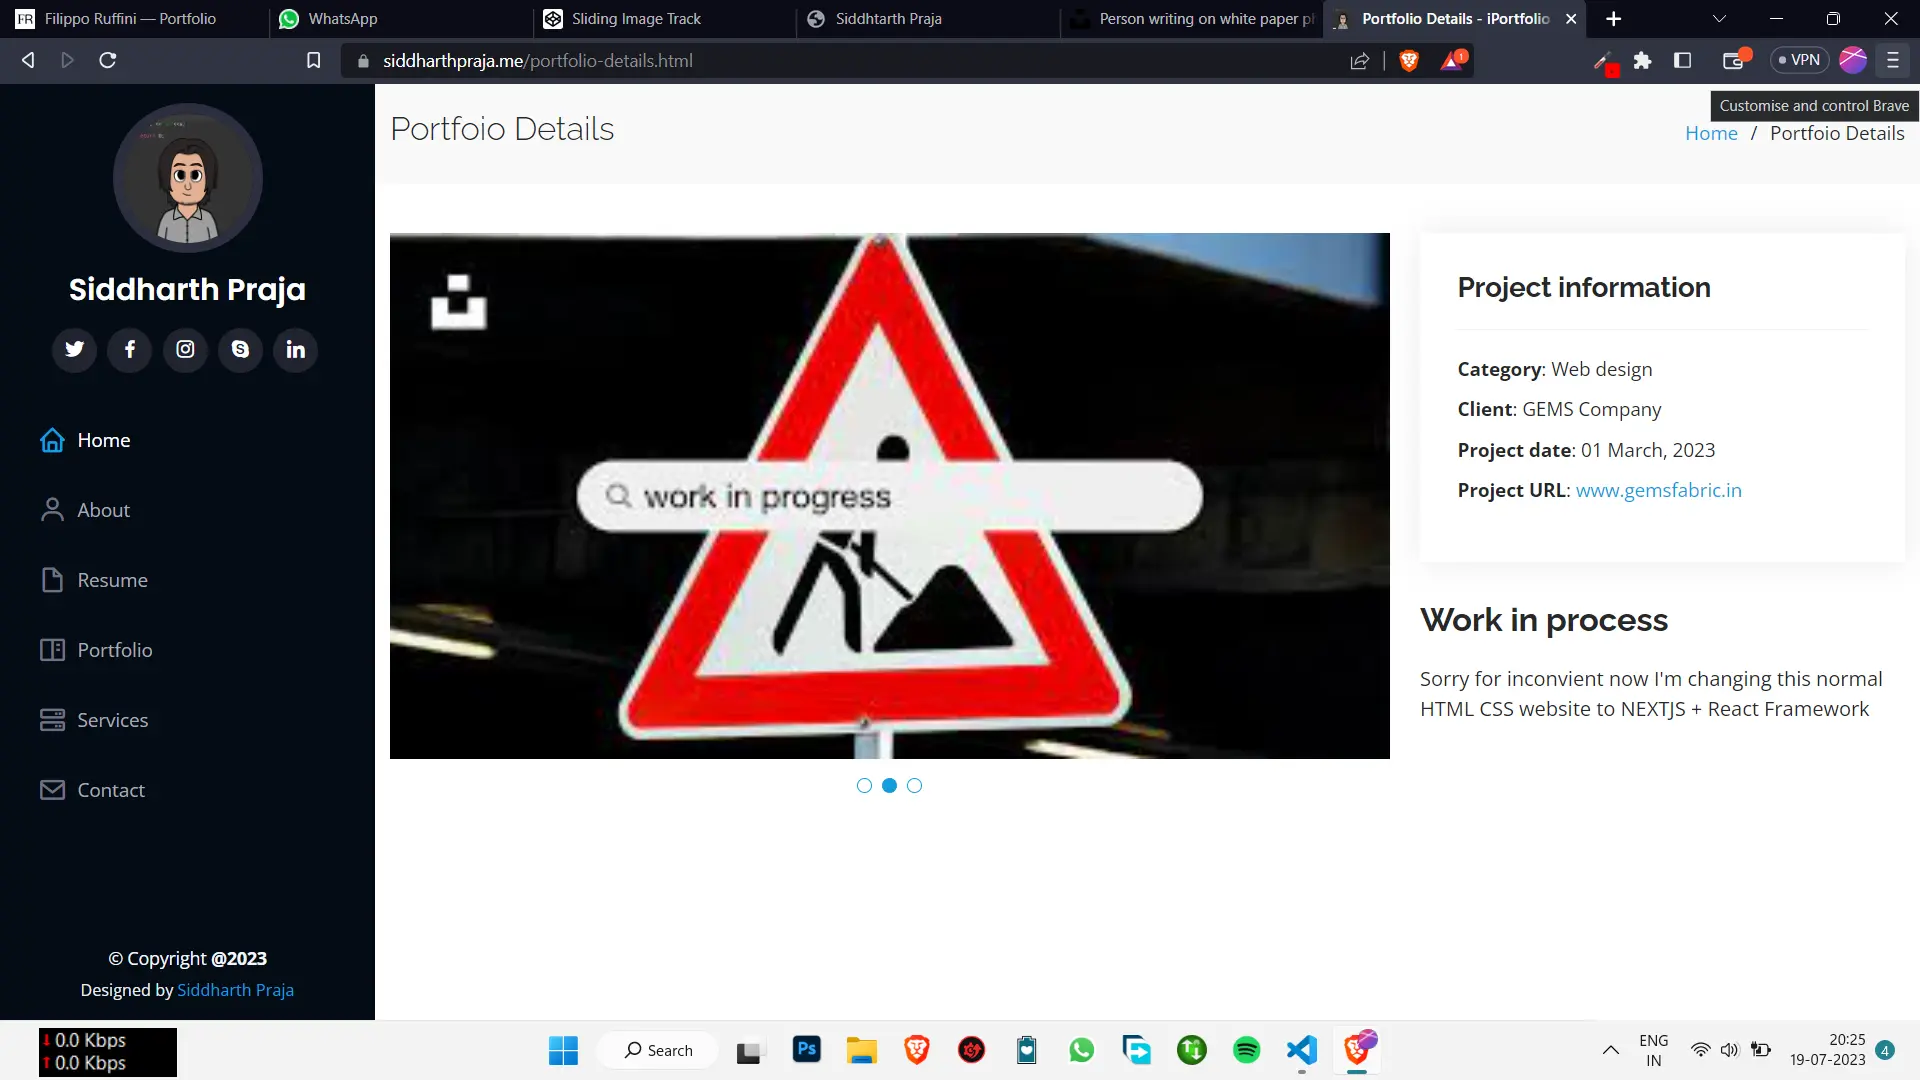 FR Filippo Ruffini — Portfolio
WhatsApp
Sliding Image Track
Siddhtarth Praja
Person writing on white paper
Portfolio Details - iPortfolio
siddharthpraja.me/portfolio-details.html
1
VPN
Customise and control Brave
Siddharth Praja
Home
About
Resume
Portfolio
Services
Contact
© Copyright @2023
Designed by Siddharth Praja
Portfoio Details
Home / Portfoio Details
work in progress
Project information
Category: Web design
Client: GEMS Company
Project date: 01 March, 2023
Project URL: www.gemsfabric.in
Work in process
Sorry for inconvient now I'm changing this normal
HTML CSS website to NEXTJS + React Framework
0.0 Kbps
0.0 Kbps
Search
Ps
ENG
IN
20:25
19-07-2023
4